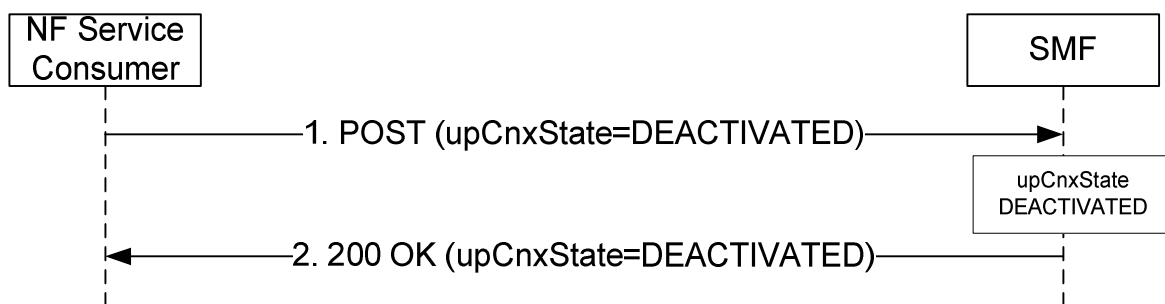 NF Service
Consumer
SMF
1. POST (upCnxState=DEACTIVATED)
upCnxState
DEACTIVATED
2. 200 OK (upCnxState=DEACTIVATED)